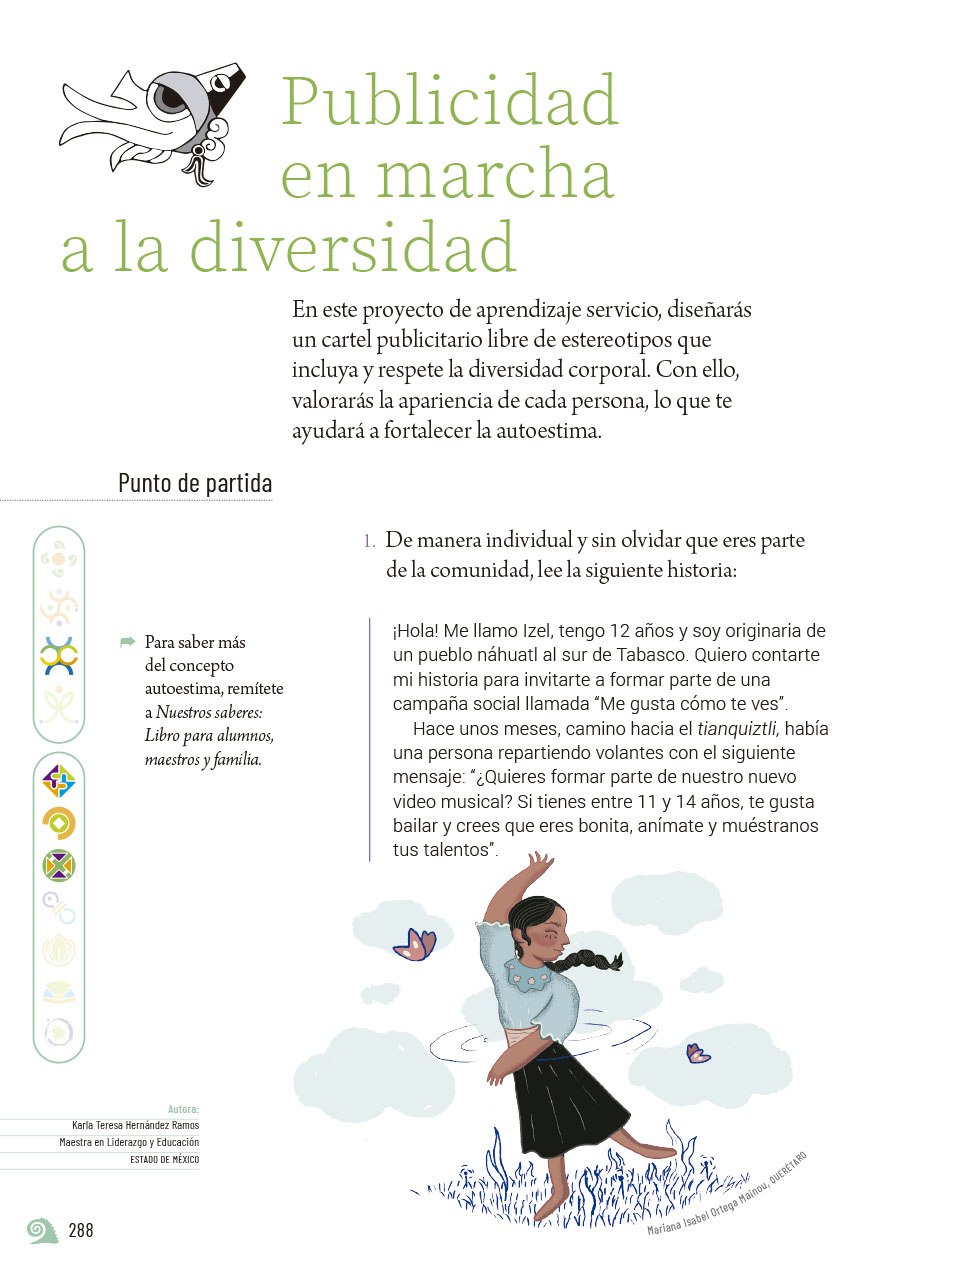 Publicidad
en marcha
a la diversidad
En este proyecto de aprendizaje servicio, diseñarás
un cartel publicitario libre de estereotipos que
incluya y respete la diversidad corporal. Con ello,
valorarás la apariencia de cada persona, lo que te
ayudará a fortalecer la autoestima.
Punto de partida
1. De manera individual y sin olvidar que eres parte
de la comunidad, lee la siguiente historia:
Para saber más
del concepto
autoestima, remítete
a Nuestros saberes:
Libro para alumnos,
maestros y familia.
¡Hola! Me llamo Izel, tengo 12 años y soy originaria de
un pueblo náhuatl al sur de Tabasco. Quiero contarte
mi historia para invitarte a formar parte de una
campaña social llamada “Me gusta cómo te ves”.
Hace unos meses, camino hacia el tianquiztli, había
una persona repartiendo volantes con el siguiente
mensaje: “¿Quieres formar parte de nuestro nuevo
video musical? Si tienes entre 11 y 14 años, te gusta
bailar y crees que eres bonita, anímate y muéstranos
tus talentos”.
Autora:
Karla Teresa Hernández Ramos
Maestra en Liderazgo y Educación
ESTADO DE MÉXICO
Mariana Isabel Ortega Mainou, QUERÉTARO
288